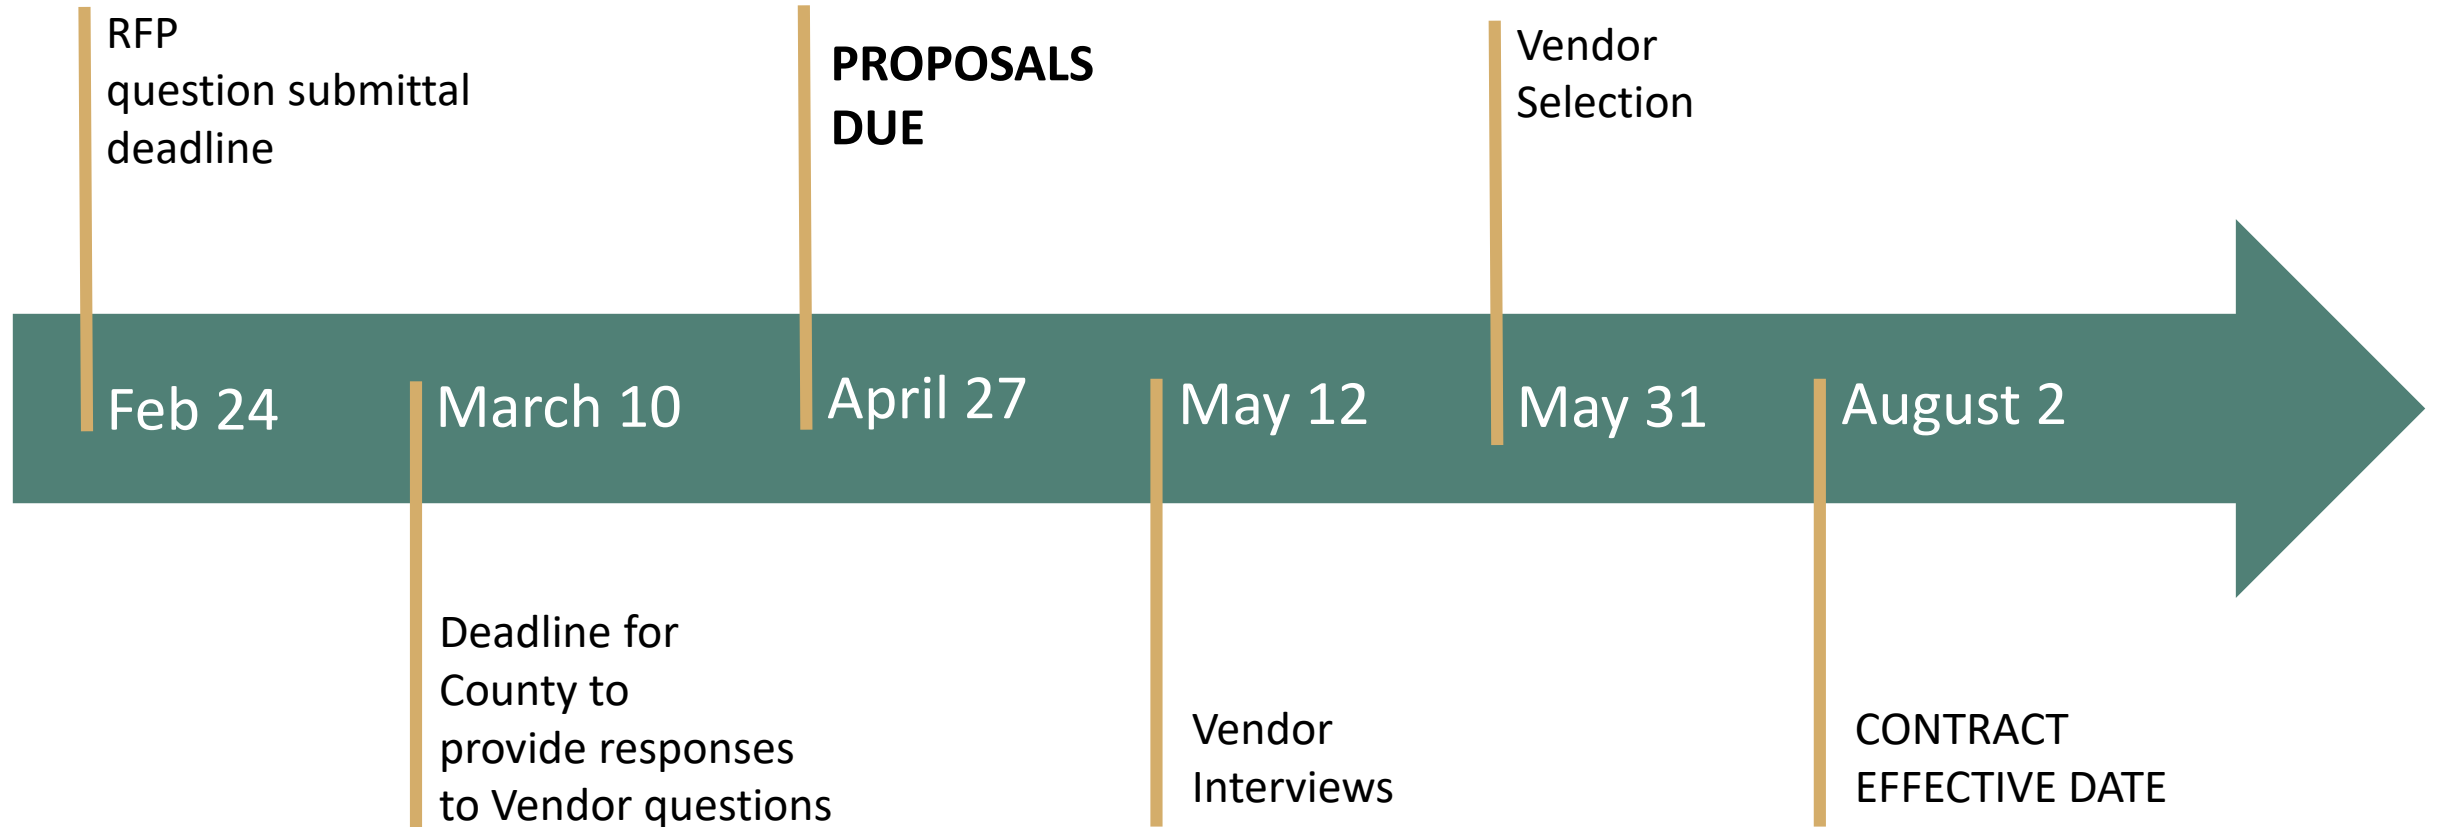 RFP
question submittal
deadline
PROPOSALS
DUE
Vendor
Selection
Feb 24
March 10
April 27
May 12
May 31
August 2
Deadline for
County to
provide responses
to Vendor questions
Vendor
Interviews
CONTRACT
EFFECTIVE DATE